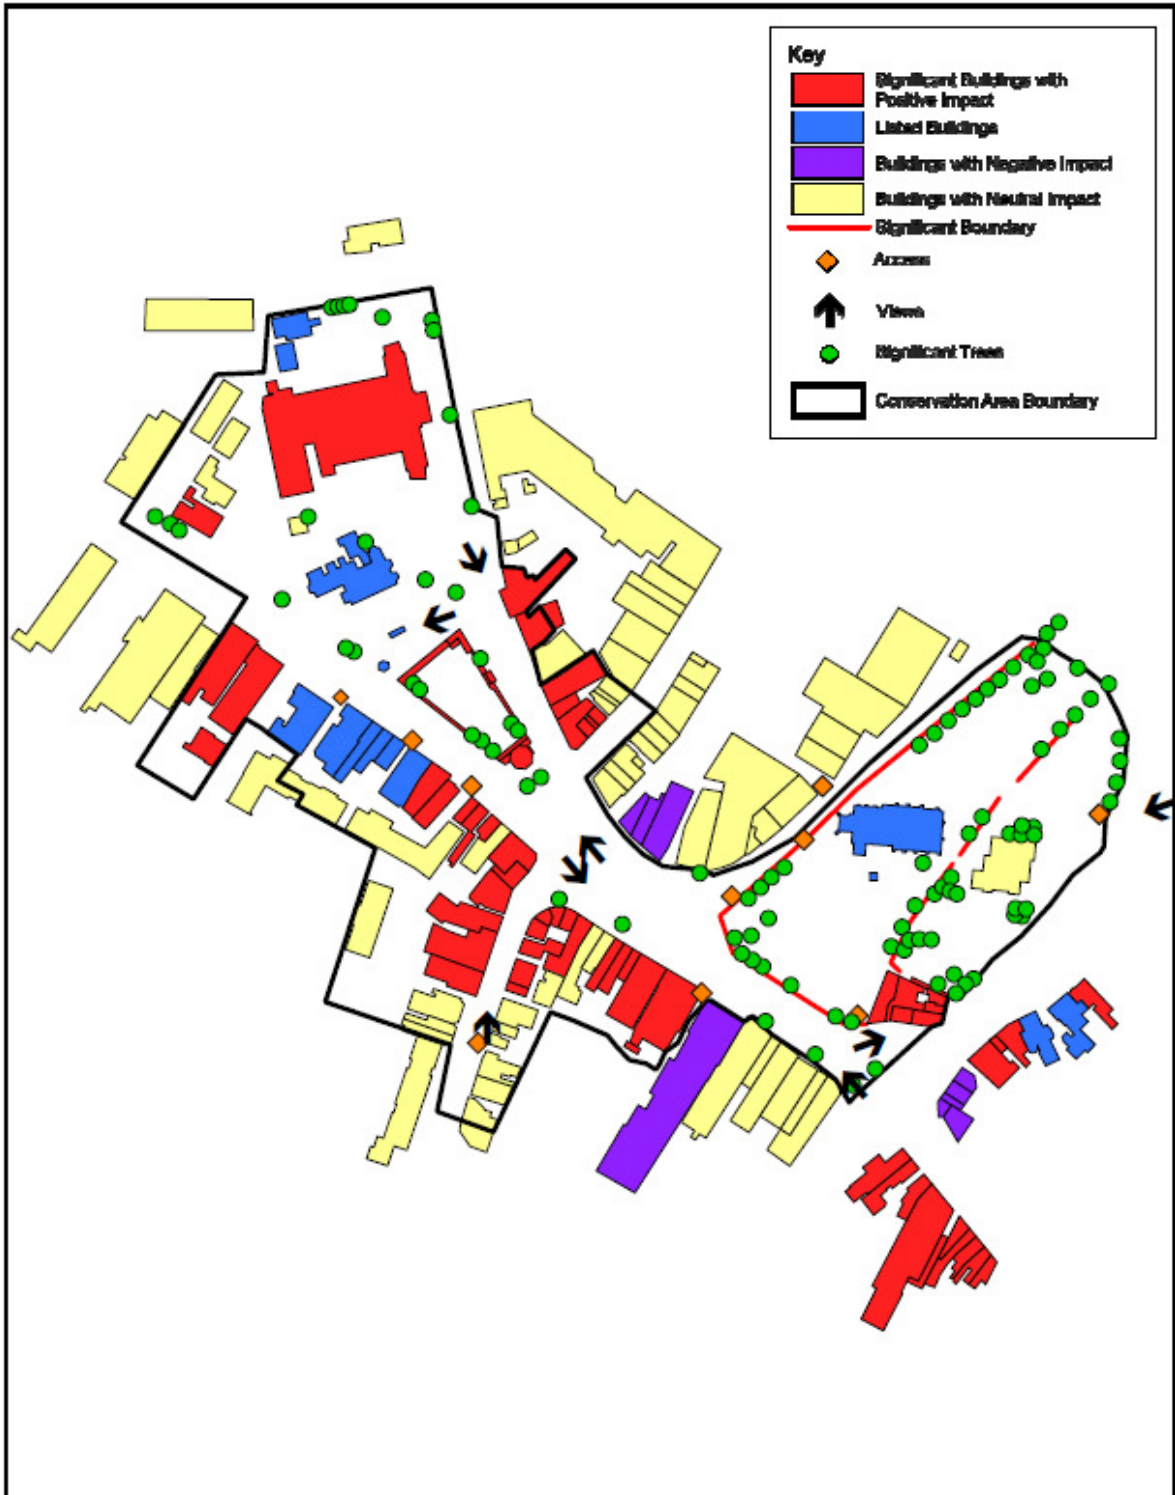 Key
Significant Buildings with
Positive Impact
Listed Buildings
Buildings with Negative Impact
Buildings with Neutral Impact
Significant Boundary
Access
Views
Significant Trees
Conservation Area Boundary